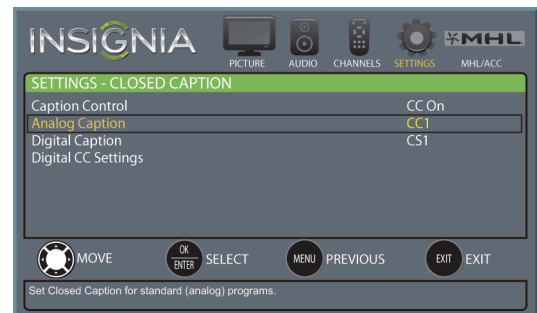 INSIGNIA
PICTURE AUDIO CHANNELS SETTINGS MHL MHL/ACC
SETTINGS - CLOSED CAPTION
Caption Control CC On
Analog Caption CC1
Digital Caption CS1
Digital CC Settings
MOVE OK ENTER SELECT MENU PREVIOUS EXIT EXIT
Set Closed Caption for standard (analog) programs.